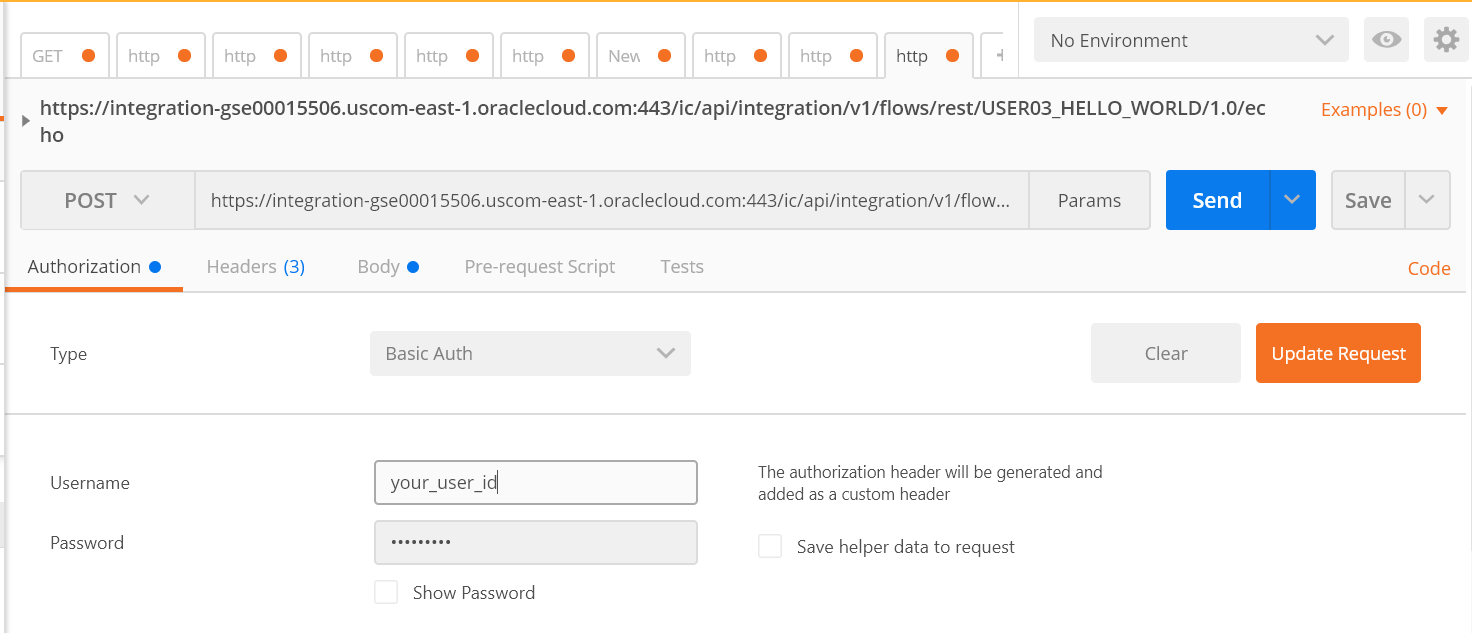 GET http http http http http New http http http + No Environment
https://integration-gse00015506.uscom-east-1.oraclecloud.com:443/ic/api/integration/v1/flows/rest/USER03_HELLO_WORLD/1.0/ec
ho
Examples (0)
POST https://integration-gse00015506.uscom-east-1.oraclecloud.com:443/ic/api/integration/v1/flow... Params Send Save
Authorization Headers (3) Body Pre-request Script Tests Code
Type Basic Auth Clear Update Request
Username your_user_id
The authorization header will be generated and
added as a custom header
Password •••••••••
Save helper data to request
Show Password